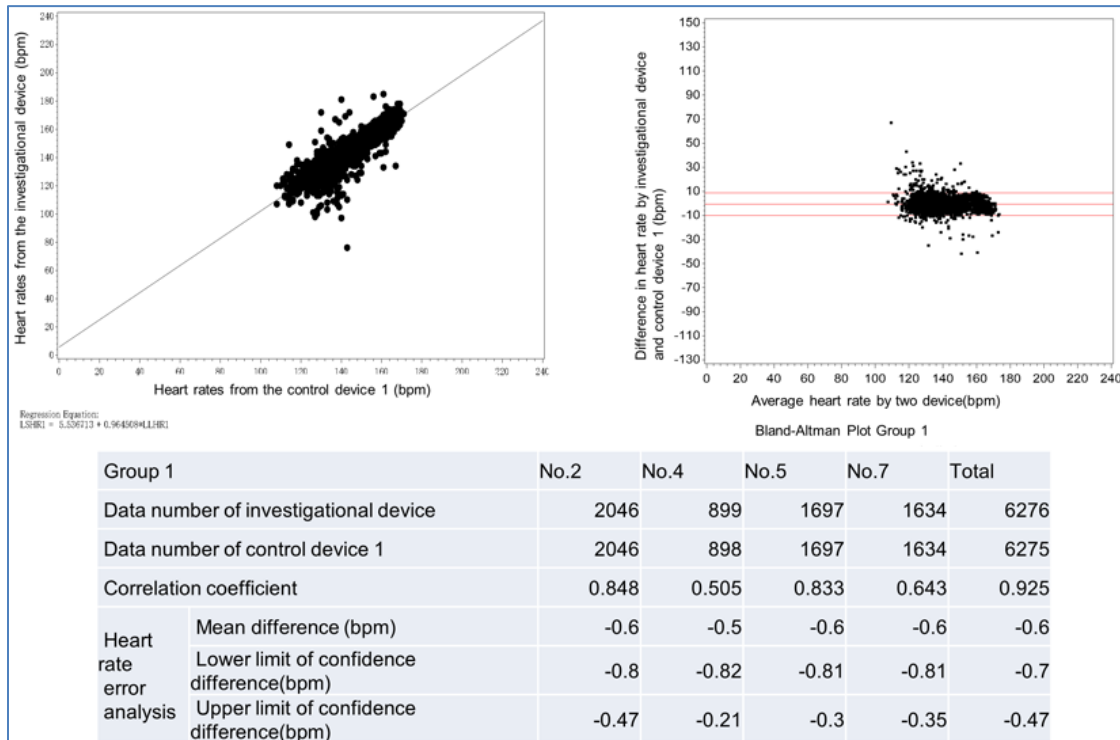 Heart rates from the investigational device (bpm)
240
220
200
180
160
140
120
100
80
60
40
20
0
0 20 40 60 80 100 120 140 160 180 200 220 240
Heart rates from the control device 1 (bpm)
Regression Equation:
LSHR1 = 5.536713 + 0.964508*LLHR1
Difference in heart rate by investigational device
and control device 1 (bpm)
150
130
110
90
70
50
30
10
-10
-30
-50
-70
-90
-110
-130
0 20 40 60 80 100 120 140 160 180 200 220 240
Average heart rate by two device(bpm)
Bland-Altman Plot Group 1
Group 1 No.2 No.4 No.5 No.7 Total
Data number of investigational device 2046 899 1697 1634 6276
Data number of control device 1 2046 898 1697 1634 6275
Correlation coefficient 0.848 0.505 0.833 0.643 0.925
Heart
rate
error
analysis
Mean difference (bpm) -0.6 -0.5 -0.6 -0.6 -0.6
Lower limit of confidence
difference(bpm) -0.8 -0.82 -0.81 -0.81 -0.7
Upper limit of confidence
difference(bpm) -0.47 -0.21 -0.3 -0.35 -0.47